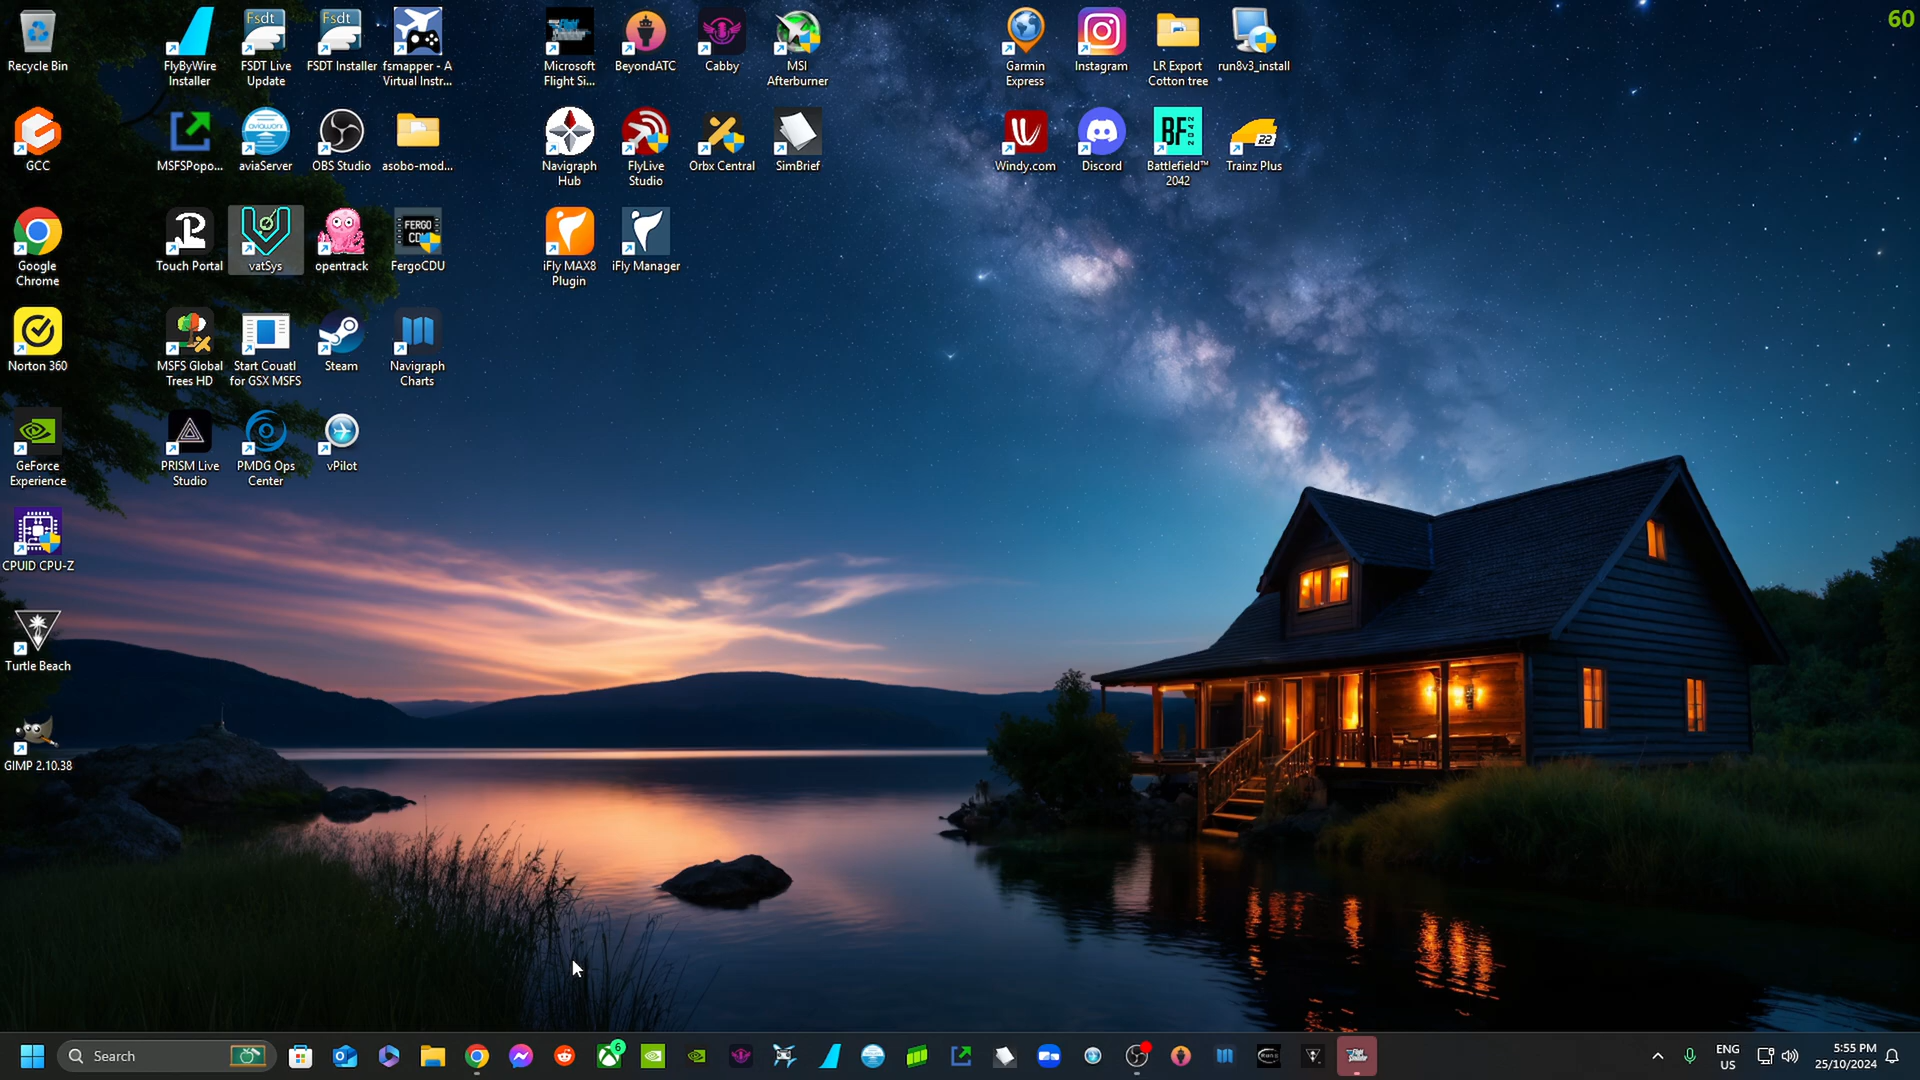 60
Recycle Bin
FlyByWire
Installer
Fsdt
FSDT Live
Update
Fsdt
FSDT Installer
fsmapper - A
Virtual Instr...
Microsoft
Flight Si...
BeyondATC
Cabby
MSI
Afterburner
Garmin
Express
Instagram
LR Export
Cotton tree
run8v3_install
GCC
MSFSPopo...
aviaServer
OBS Studio
asobo-mod...
Navigraph
Hub
FlyLive
Studio
Orbx Central
SimBrief
Windy.com
Discord
BF
2042
Battlefield™
2042
22
Trainz Plus
Google
Chrome
Touch Portal
vatSys
opentrack
FERGO
CDU
FergoCDU
iFly MAX8
Plugin
iFly Manager
Norton 360
MSFS Global
Trees HD
Start Couatl
for GSX MSFS
Steam
Navigraph
Charts
GeForce
Experience
PRISM Live
Studio
PMDG Ops
Center
vPilot
CPUID CPU-Z
Turtle Beach
GIMP 2.10.38
Search
6
ENG
US
5:55 PM
25/10/2024